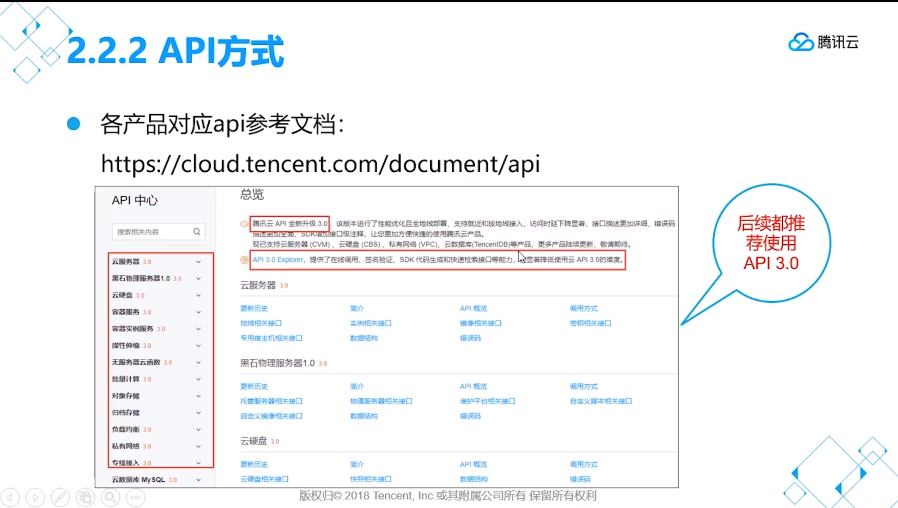 2.2.2 API方式
腾讯云
各产品对应api参考文档：
https://cloud.tencent.com/document/api
API 中心
搜索相关内容
云服务器 3.0
黑石物理服务器1.0 3.0
云硬盘 3.0
容器服务 3.0
容器实例服务 3.0
弹性伸缩 3.0
无服务器云函数 3.0
批量计算 3.0
对象存储
归档存储
负载均衡 3.0
私有网络 3.0
专线接入 3.0
云数据库 MySQL 3.0
总览
腾讯云 API 全新升级 3.0，该版本进行了性能优化且全地域部署、支持就近和按地域接入、访问时延下降显著，接口描述更加详细、错误码
描述更加全面、SDK增加接口级注释，让您更加方便快捷的使用腾讯云产品。
现已支持云服务器 (CVM) 、云硬盘 (CBS) 、私有网络 (VPC)、云数据库(TencentDB)等产品，更多产品陆续更新，敬请期待。
API 3.0 Explorer，提供了在线调用、签名验证、SDK 代码生成和快速检索接口等能力，显著降低使用云 API 3.0的难度。
云服务器 3.0
更新历史 简介 API 概览 调用方式
地域相关接口 实例相关接口 镜像相关接口 密钥相关接口
专用宿主机相关接口 数据结构 错误码
黑石物理服务器1.0 3.0
更新历史 简介 API 概览 调用方式
托管服务器相关接口 物理服务器相关接口 维护平台相关接口 自定义脚本相关接口
自定义镜像相关接口 数据结构 错误码
云硬盘 3.0
更新历史 简介 API 概览 调用方式
云硬盘相关接口 快照相关接口 数据结构 错误码
后续都推
荐使用
API 3.0
版权归© 2018 Tencent, Inc.或其附属公司所有 保留所有权利